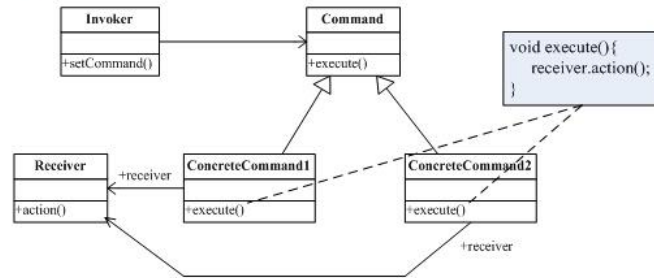 Invoker
+setCommand()
Command
+execute()
void execute(){
receiver.action();
}
Receiver
+action()
+receiver
ConcreteCommand1
+execute()
ConcreteCommand2
+execute()
+receiver